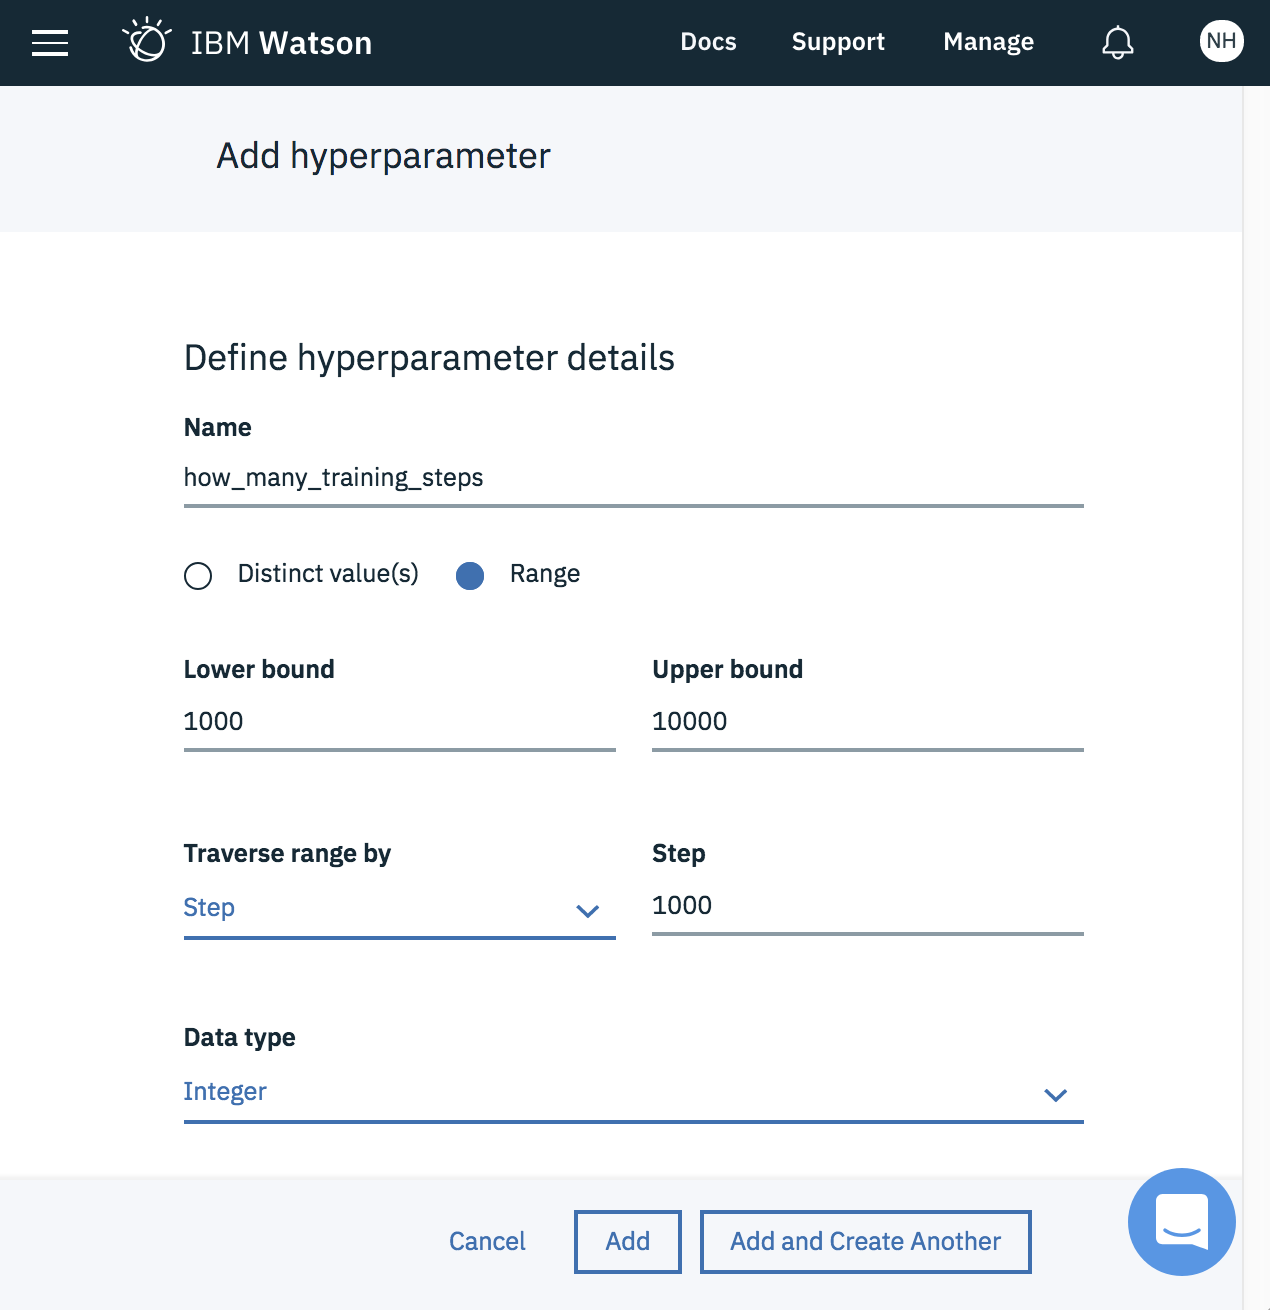 IBM Watson Docs Support Manage NH
Add hyperparameter
Define hyperparameter details
Name
how_many_training_steps
Distinct value(s) Range
Lower bound Upper bound
1000 10000
Traverse range by Step
Step 1000
Data type
Integer
Cancel Add Add and Create Another